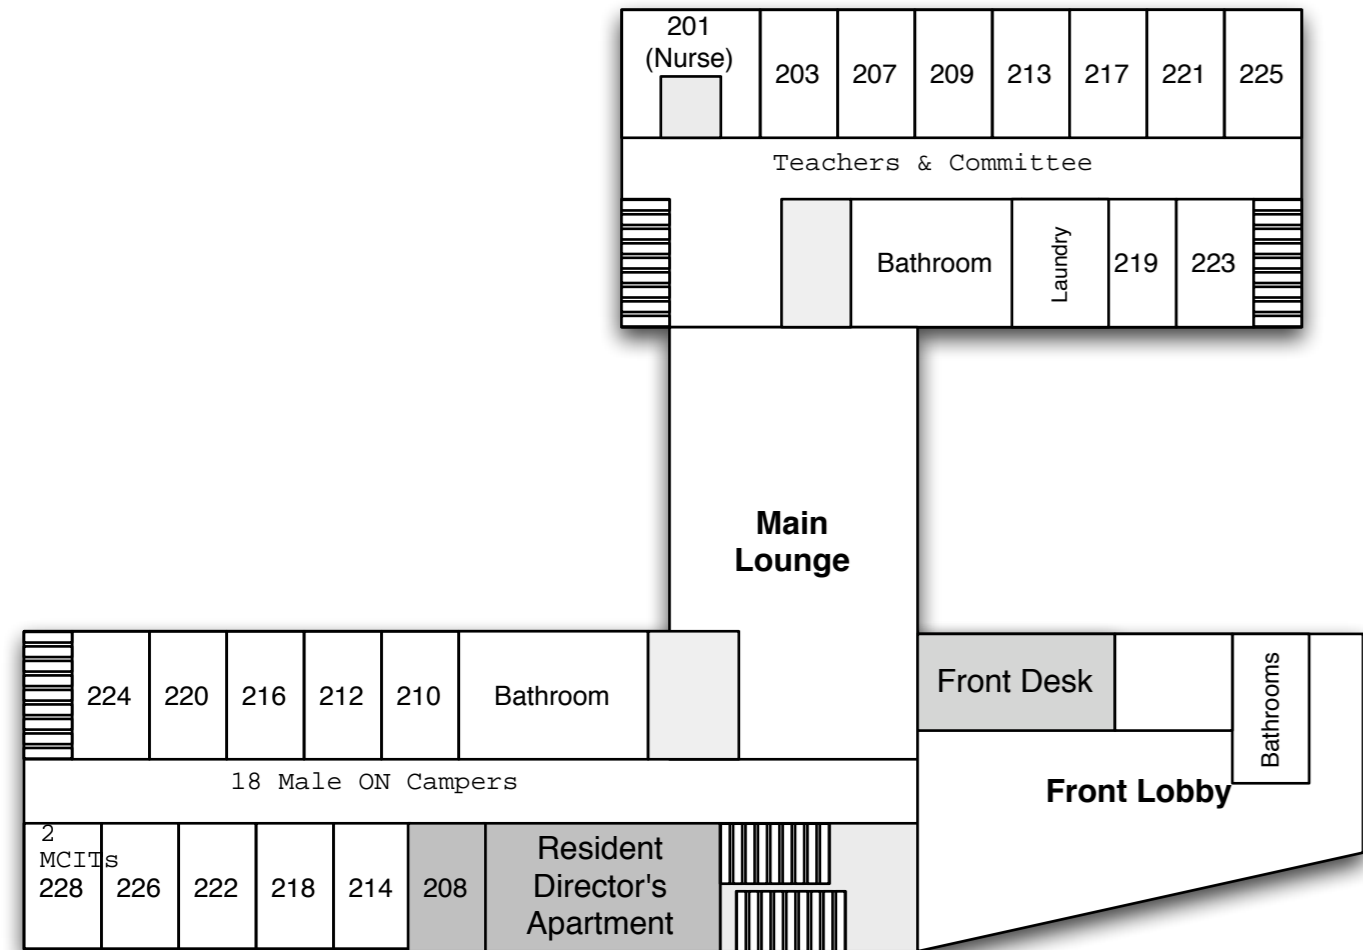 201
(Nurse)
203
207
209
213
217
221
225
Teachers & Committee
Bathroom
Laundry
219
223
Main
Lounge
Front Desk
Bathrooms
Front Lobby
224
220
216
212
210
Bathroom
18 Male ON Campers
2
MCITs
228
226
222
218
214
208
Resident
Director's
Apartment